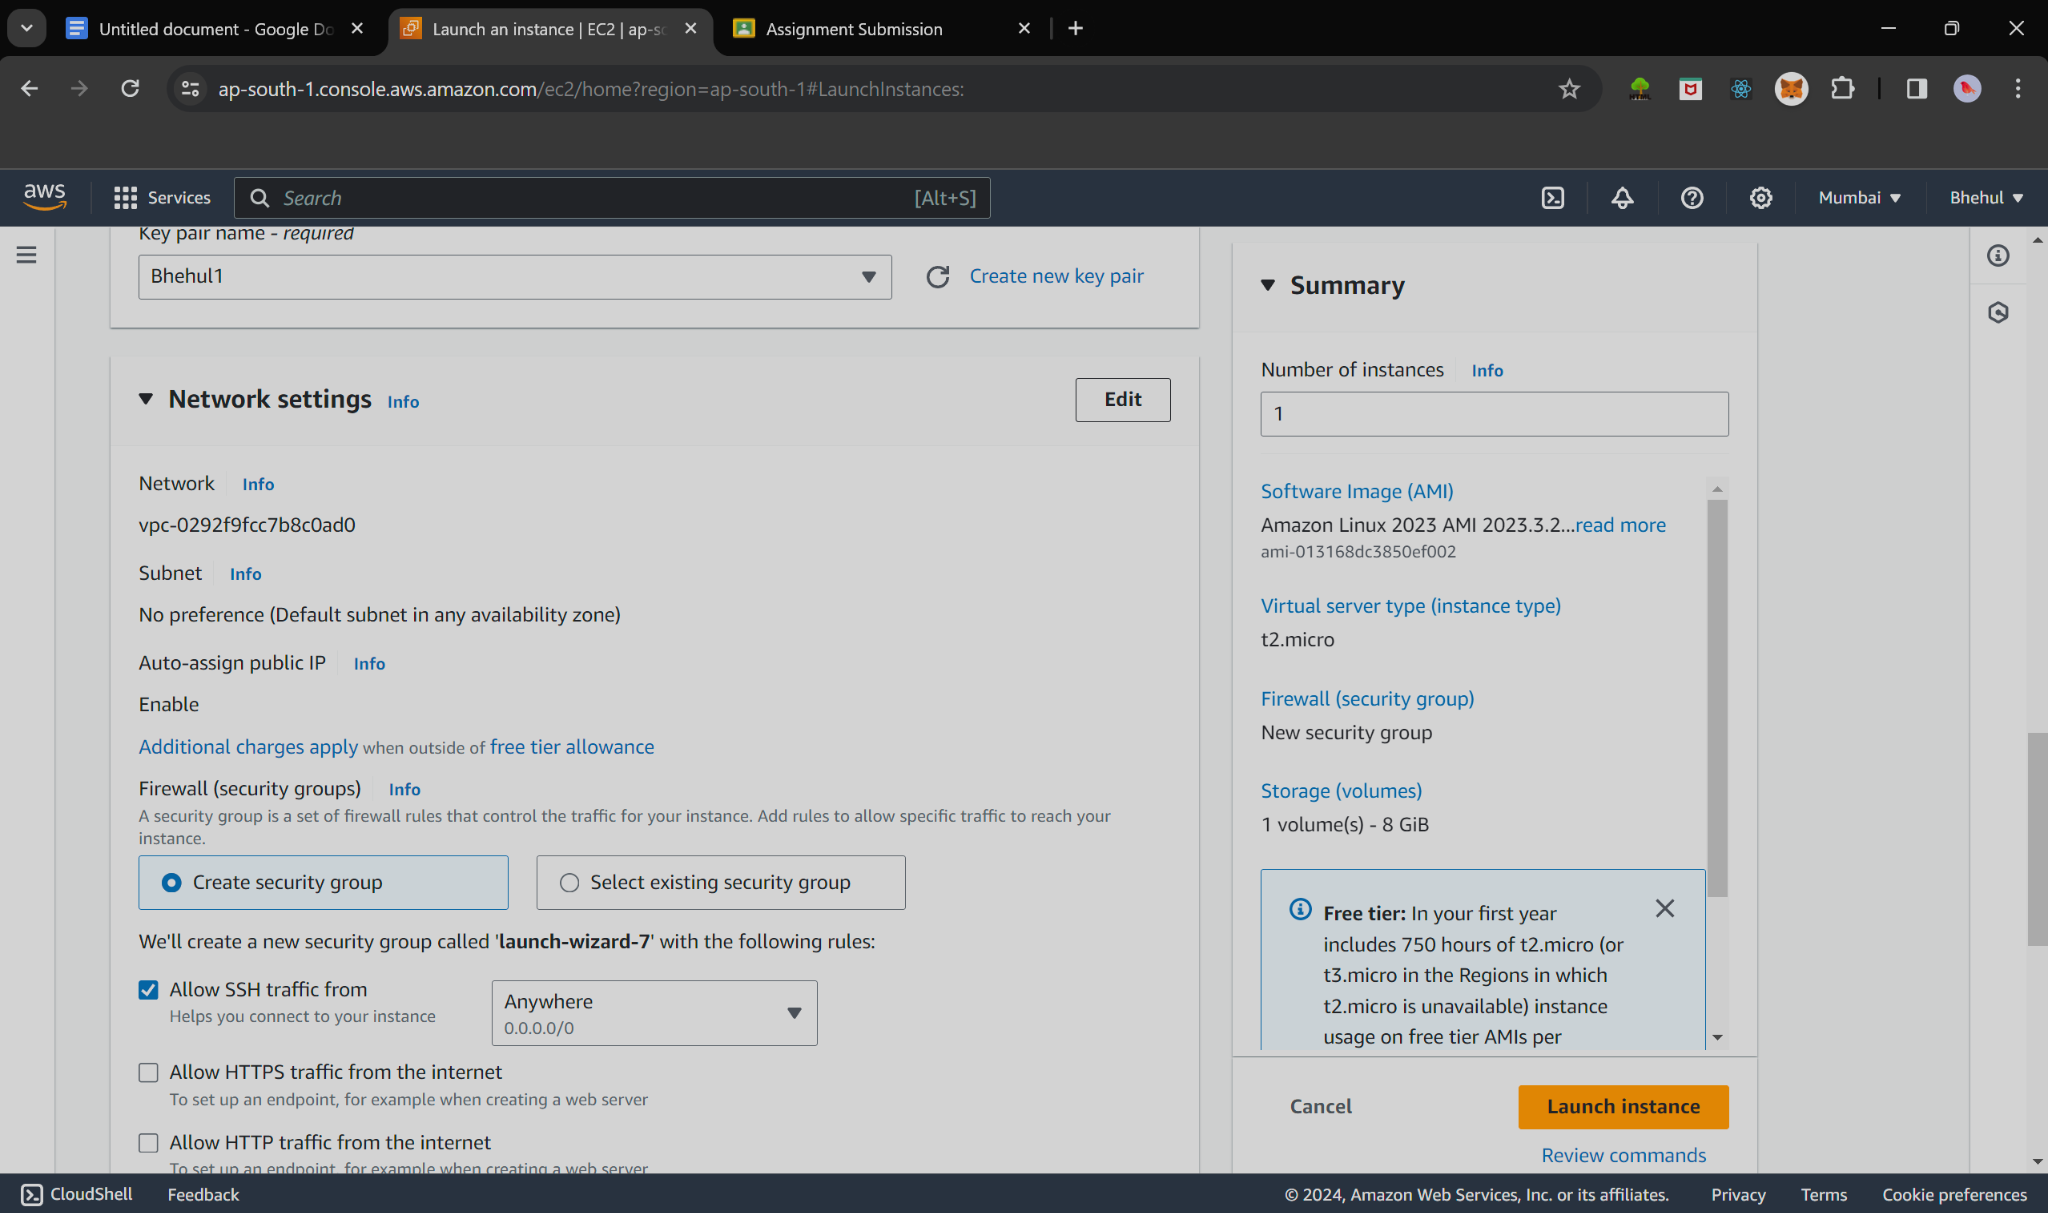 Untitled document - Google Do
Launch an instance | EC2 | ap-so
Assignment Submission
ap-south-1.console.aws.amazon.com/ec2/home?region=ap-south-1#LaunchInstances:
aws
Services
Search
[Alt+S]
Mumbai
Bhehul
Key pair name - required
Bhehul1
Create new key pair
Network settings Info
Edit
Network Info
vpc-0292f9fcc7b8c0ad0
Subnet Info
No preference (Default subnet in any availability zone)
Auto-assign public IP Info
Enable
Additional charges apply when outside of free tier allowance
Firewall (security groups) Info
A security group is a set of firewall rules that control the traffic for your instance. Add rules to allow specific traffic to reach your
instance.
Create security group
Select existing security group
We'll create a new security group called 'launch-wizard-7' with the following rules:
Allow SSH traffic from
Helps you connect to your instance
Anywhere
0.0.0.0/0
Allow HTTPS traffic from the internet
To set up an endpoint, for example when creating a web server
Allow HTTP traffic from the internet
To set up an endpoint, for example when creating a web server
Summary
Number of instances Info
1
Software Image (AMI)
Amazon Linux 2023 AMI 2023.3.2...read more
ami-013168dc3850ef002
Virtual server type (instance type)
t2.micro
Firewall (security group)
New security group
Storage (volumes)
1 volume(s) - 8 GiB
Free tier: In your first year
includes 750 hours of t2.micro (or
t3.micro in the Regions in which
t2.micro is unavailable) instance
usage on free tier AMIs per
Cancel
Launch instance
Review commands
CloudShell
Feedback
© 2024, Amazon Web Services, Inc. or its affiliates.
Privacy
Terms
Cookie preferences